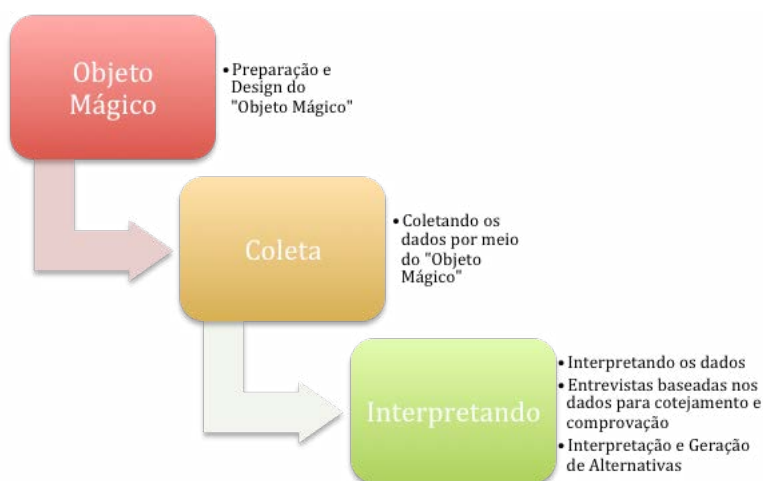 Objeto
Mágico
• Preparação e
Design do
"Objeto Mágico"
Coleta
• Coletando os
dados por meio
do "Objeto
Mágico"
Interpretando
• Interpretando os dados
• Entrevistas baseadas nos
dados para cotejamento e
comprovação
• Interpretação e Geração
de Alternativas